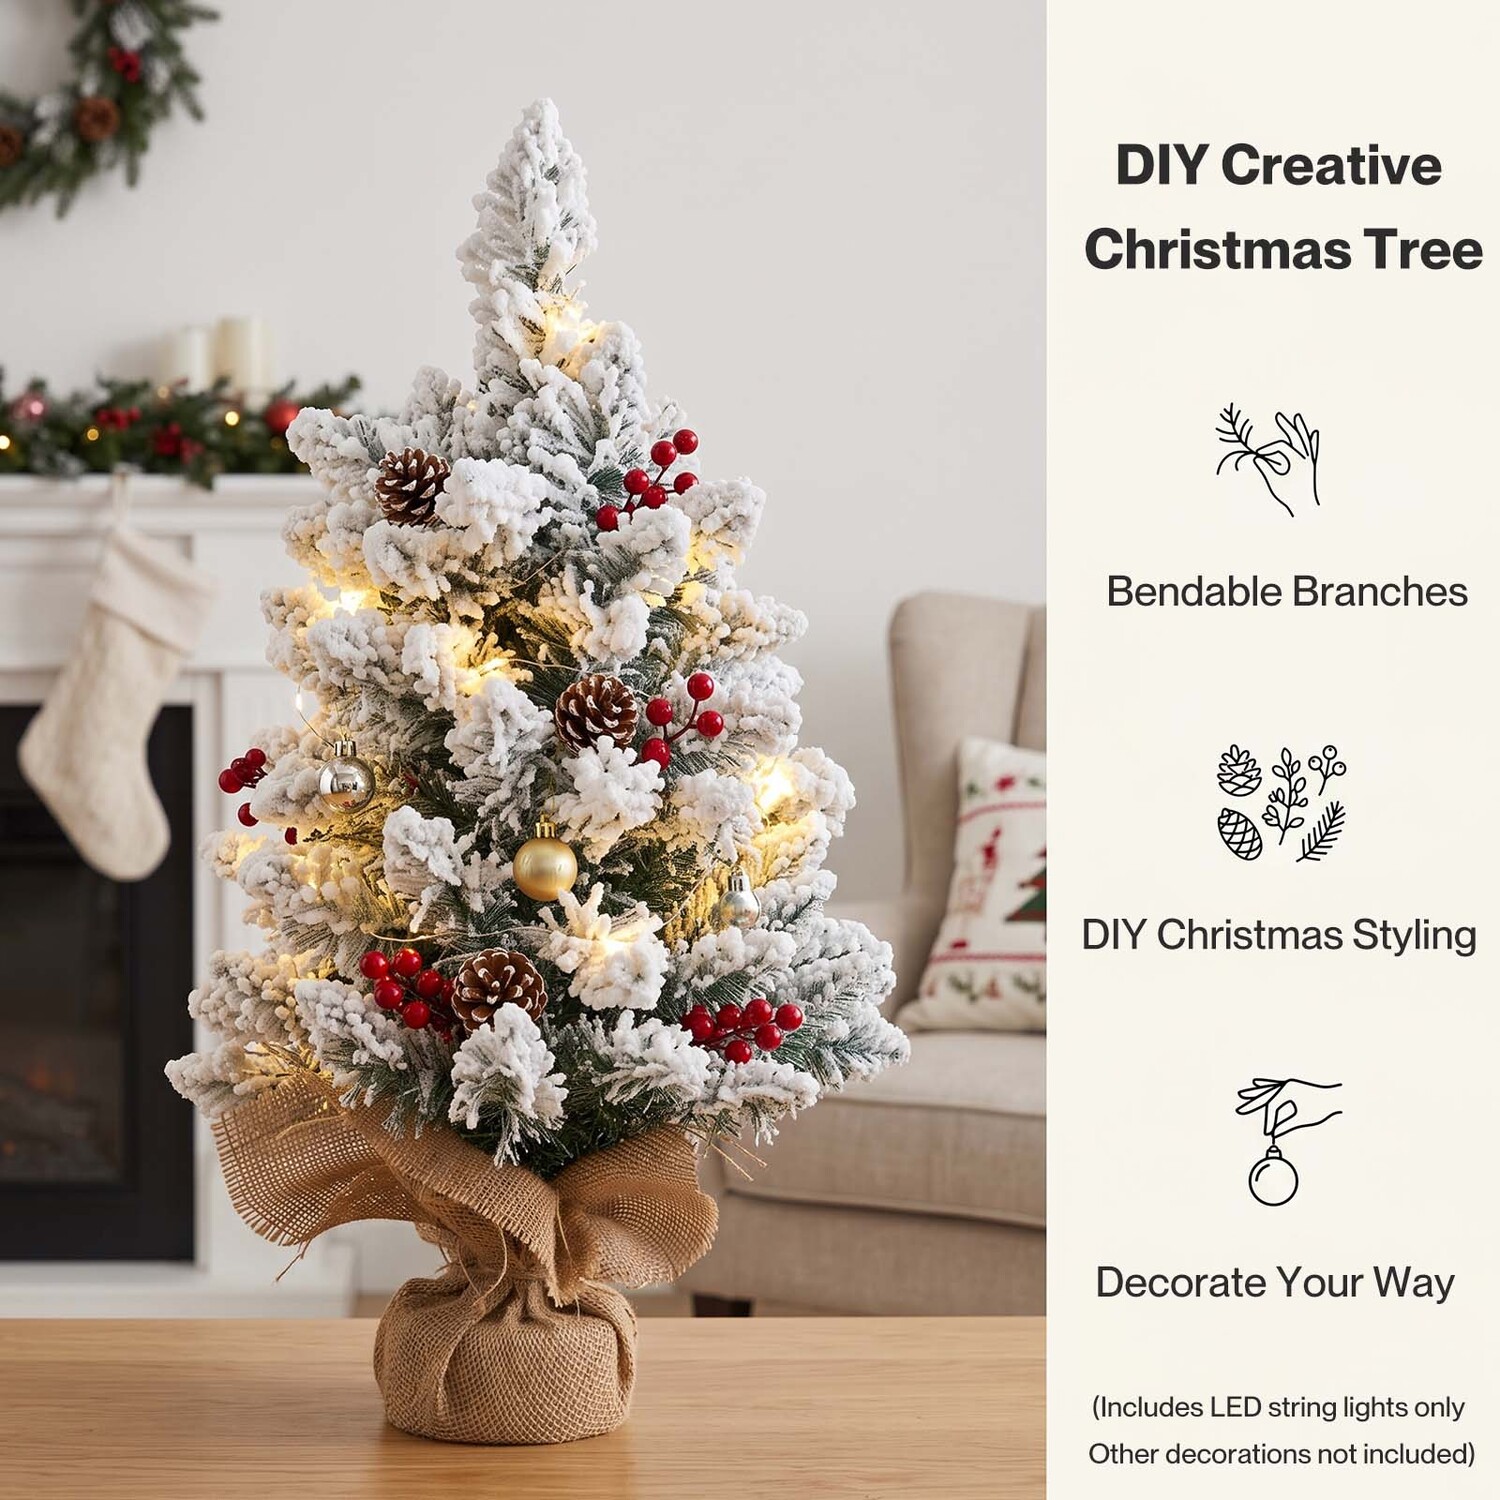 DIY Creative
Christmas Tree
Bendable Branches
DIY Christmas Styling
Decorate Your Way
(Includes LED string lights only
Other decorations not included)